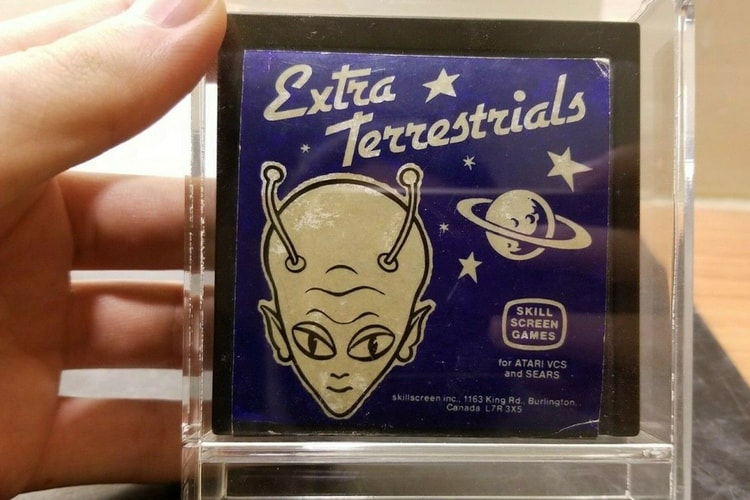 Extra
Terrestrials
SKILL
SCREEN
GAMES
for ATARI VCS
and SEARS
skillscreen inc., 1163 King Rd., Burlington,
Canada L7R 3X5